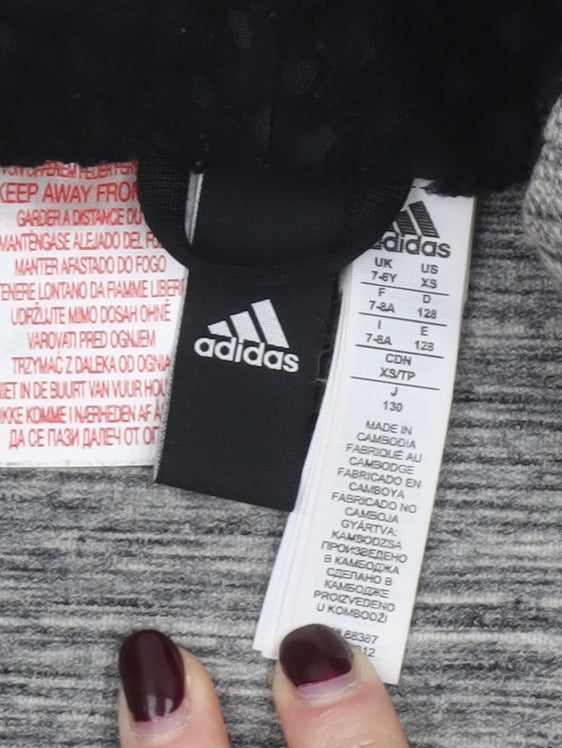 KEEP AWAY FROM
GARDER A DISTANCE DU
MANTÉNGASE ALEJADO DEL
MANTER AFASTADO DO FOGO
TENERE LONTANO DA FIAMME LIBERE
UDRŽUJTE MIMO DOSAH OHNĚ
VAROVATI PRED OGNJEM
TRZYMAĆ Z DALEKA OD OGNIA
NIET IN DE BUURT VAN VUUR
KOMME I NÆRHEDEN AF
ДА СЕ ПАЗИ ДАЛЕЧ ОТ
adidas
adidas
UK US
7-8Y XS
F D
7-8A 128
I E
7-8A 128
CDN
XS/TP
J
130
MADE IN
CAMBODIA
FABRIQUÉ AU
CAMBODGE
FABRICADO EN
CAMBOYA
FABRICADO NO
CAMBOJA
GYÁRTVA:
KAMBODZSA
ПРОИЗВЕДЕНО
В КАМБОДЖА
СДЕЛАНО В
КАМБОДЖЕ
PROIZVEDENO
U KOMBODŽI
88387
312